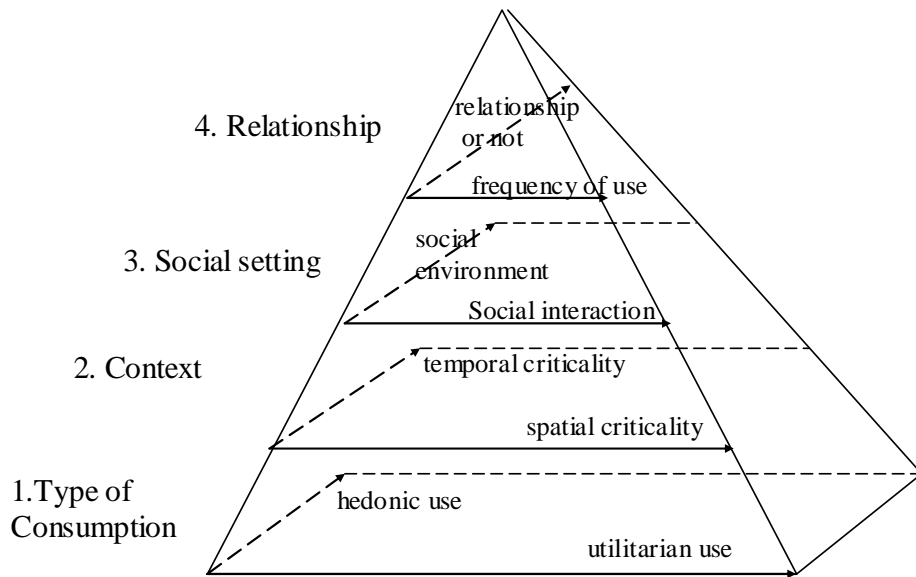 relationship
or not
4. Relationship
frequency of use
social
environment
3. Social setting
Social interaction
temporal criticality
2. Context
spatial criticality
1.Type of
Consumption
hedonic use
utilitarian use